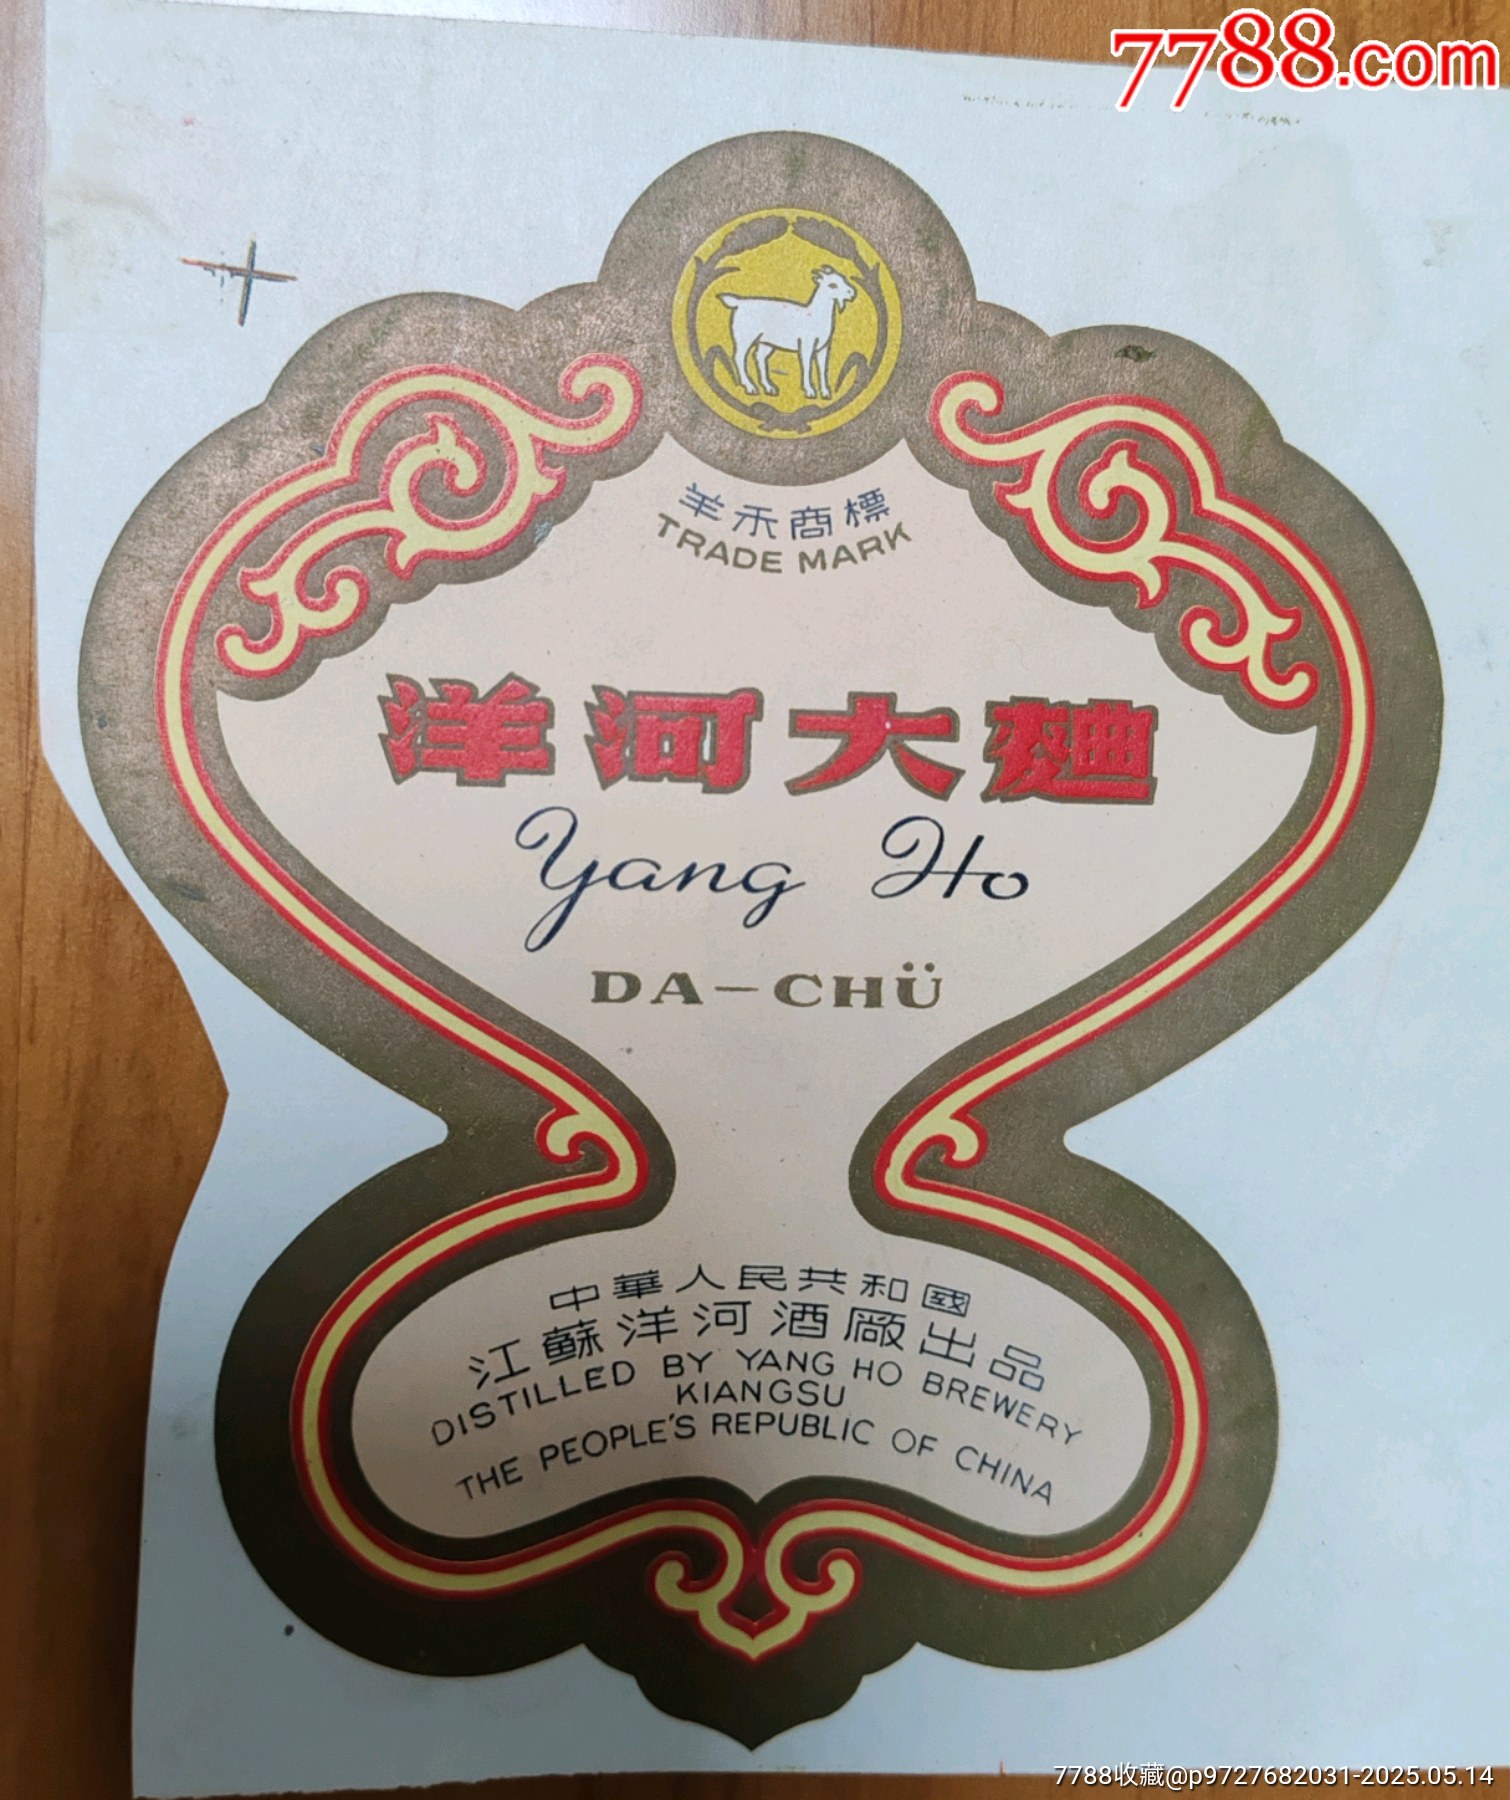 7788.com
羊禾商標
TRADE MARK
洋河大麯
Yang Ho
DA-CHÜ
中華人民共和國
江蘇洋河酒廠出品
DISTILLED BY YANG HO BREWERY
KIANGSU
THE PEOPLE'S REPUBLIC OF CHINA
7788收藏@p9727682031-2025.05.14